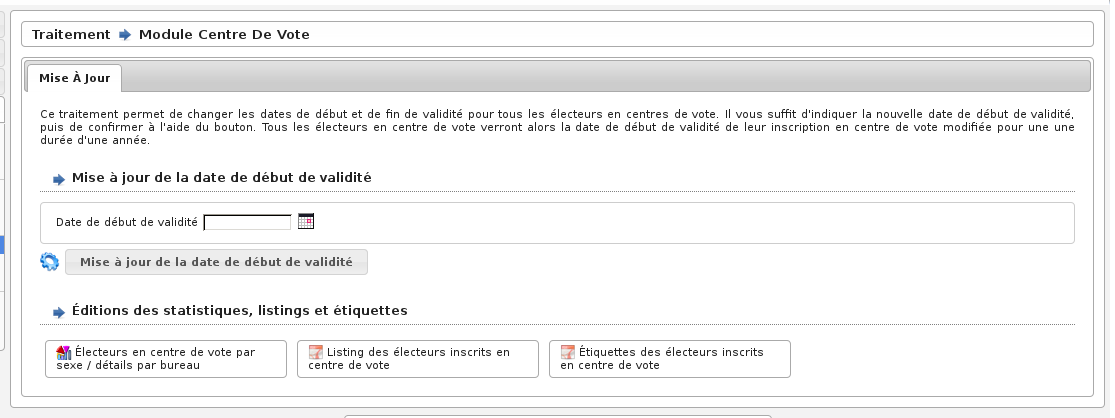 Traitement Module Centre De Vote
Mise À Jour
Ce traitement permet de changer les dates de début et de fin de validité pour tous les électeurs en centres de vote. Il vous suffit d'indiquer la nouvelle date de début de validité,
puis de confirmer à l'aide du bouton. Tous les électeurs en centre de vote verront alors la date de début de validité de leur inscription en centre de vote modifiée pour une une
durée d'une année.
Mise à jour de la date de début de validité
Date de début de validité
Mise à jour de la date de début de validité
Éditions des statistiques, listings et étiquettes
Électeurs en centre de vote par
sexe / détails par bureau
Listing des électeurs inscrits en
centre de vote
Étiquettes des électeurs inscrits
en centre de vote